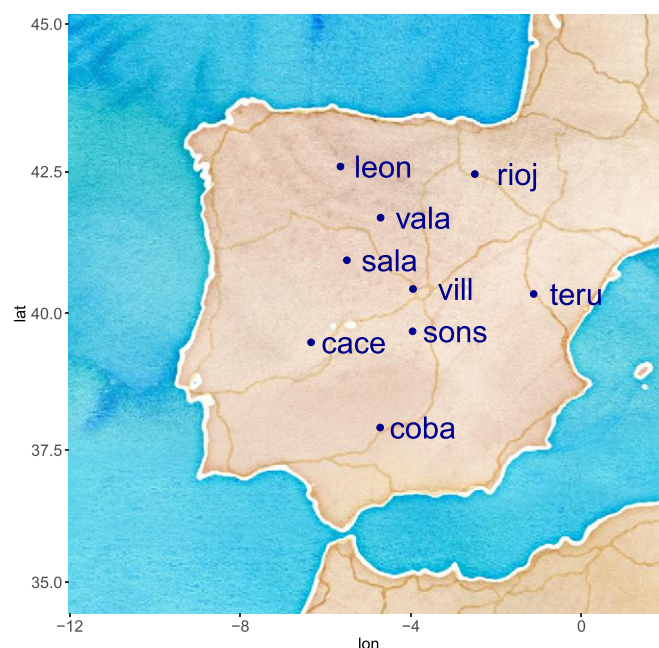 45.0
42.5
40.0
37.5
35.0
lat
leon
rioj
vala
sala
vill
teru
sons
cace
coba
−12
−8
−4
0
lon